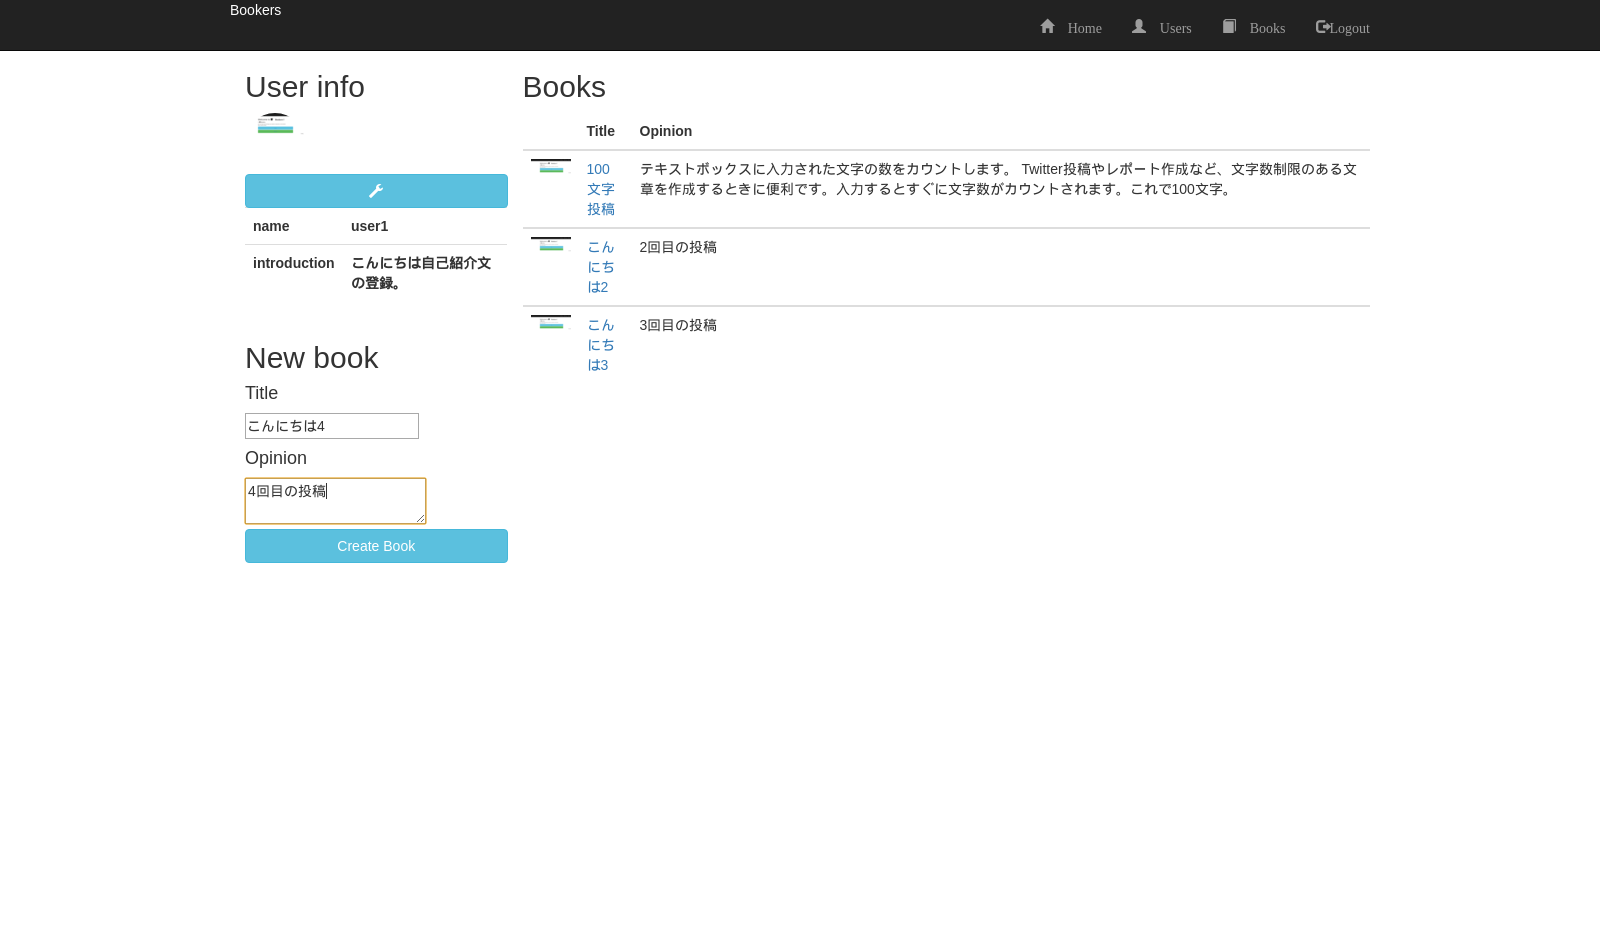 Bookers
Home Users Books Logout
User info
name user1
introduction こんにちは自己紹介文
の登録。
New book
Title
こんにちは4
Opinion
4回目の投稿
Create Book
Books
Title Opinion
100
文字
投稿
テキストボックスに入力された文字の数をカウントします。 Twitter投稿やレポート作成など、文字数制限のある文
章を作成するときに便利です。入力するとすぐに文字数がカウントされます。これで100文字。
こん
にち
は2
2回目の投稿
こん
にち
は3
3回目の投稿